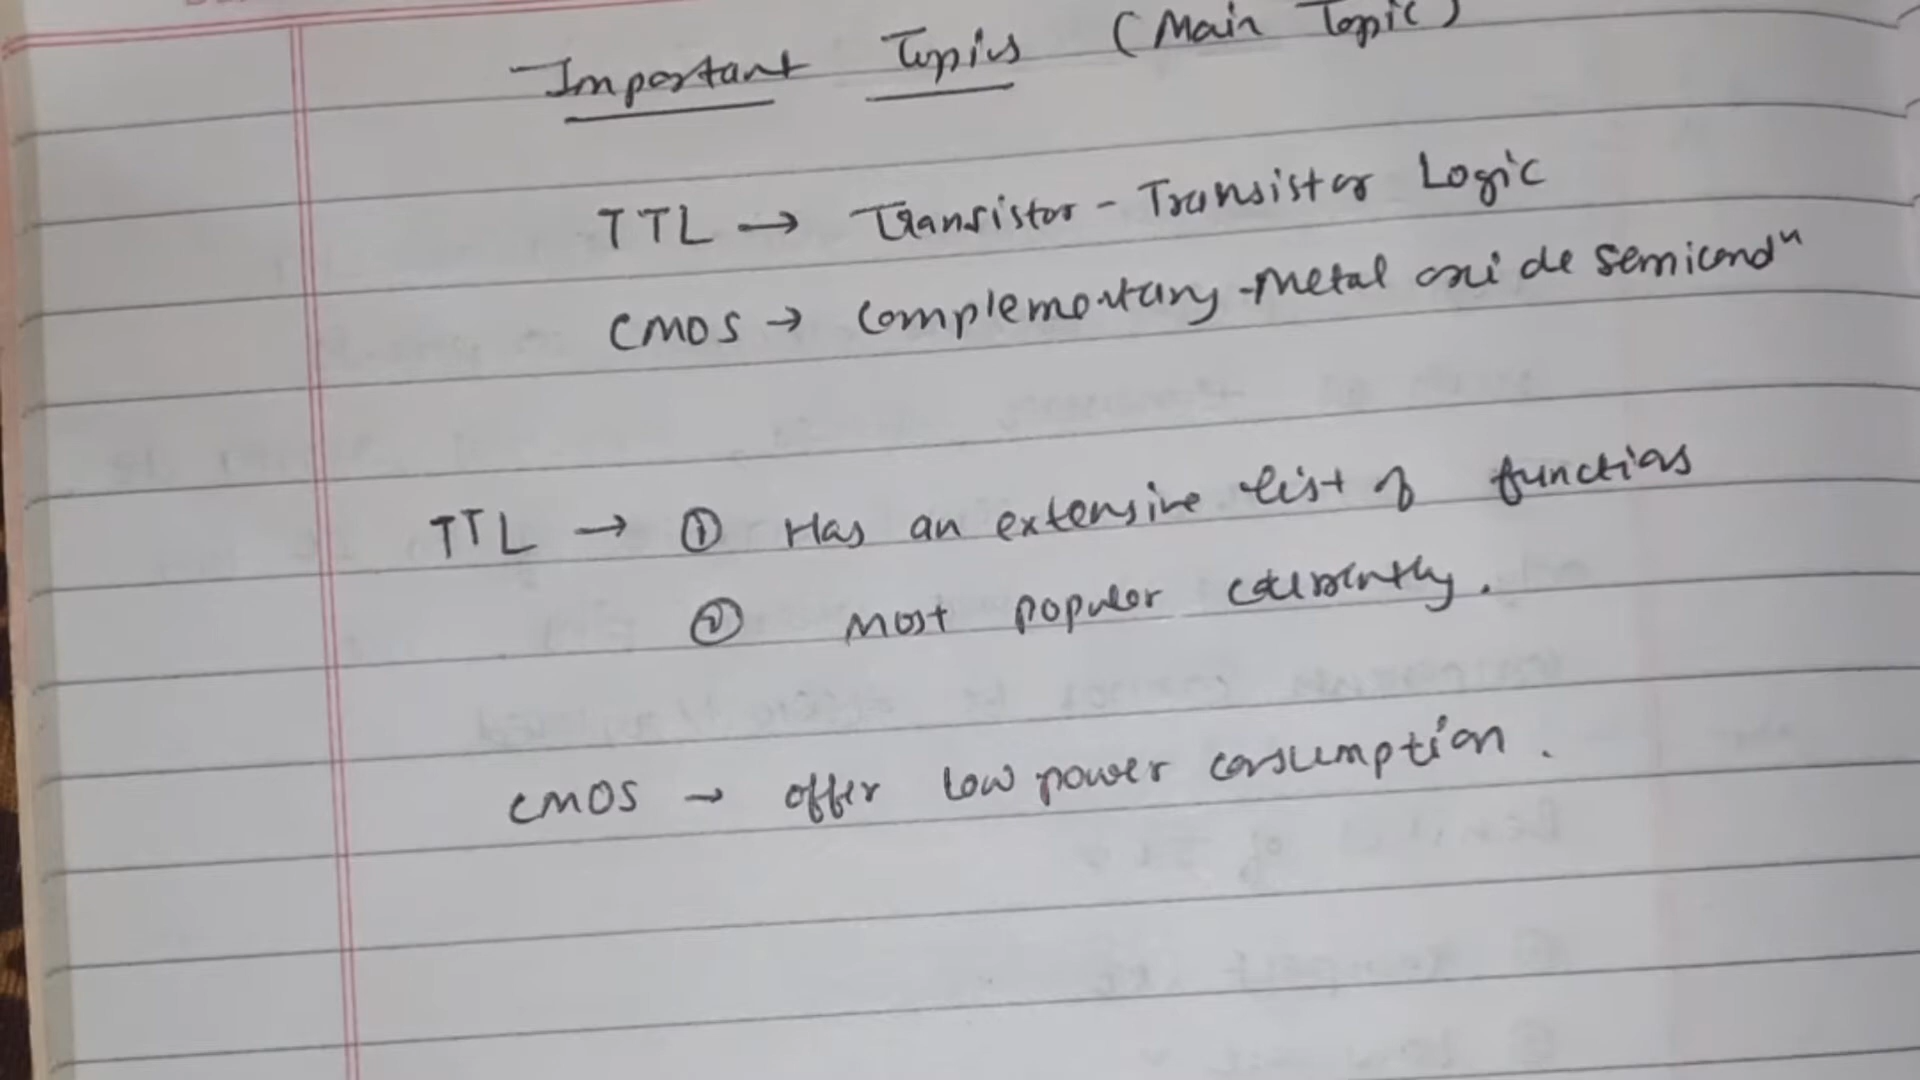 Important Topics (Main Topic)
TTL → Transistor - Transistor Logic
CMOS → Complementary - Metal oxide semicondⁿ
TTL → ① Has an extensive list of functions
② Most popular currently.
CMOS → offer low power consumption.